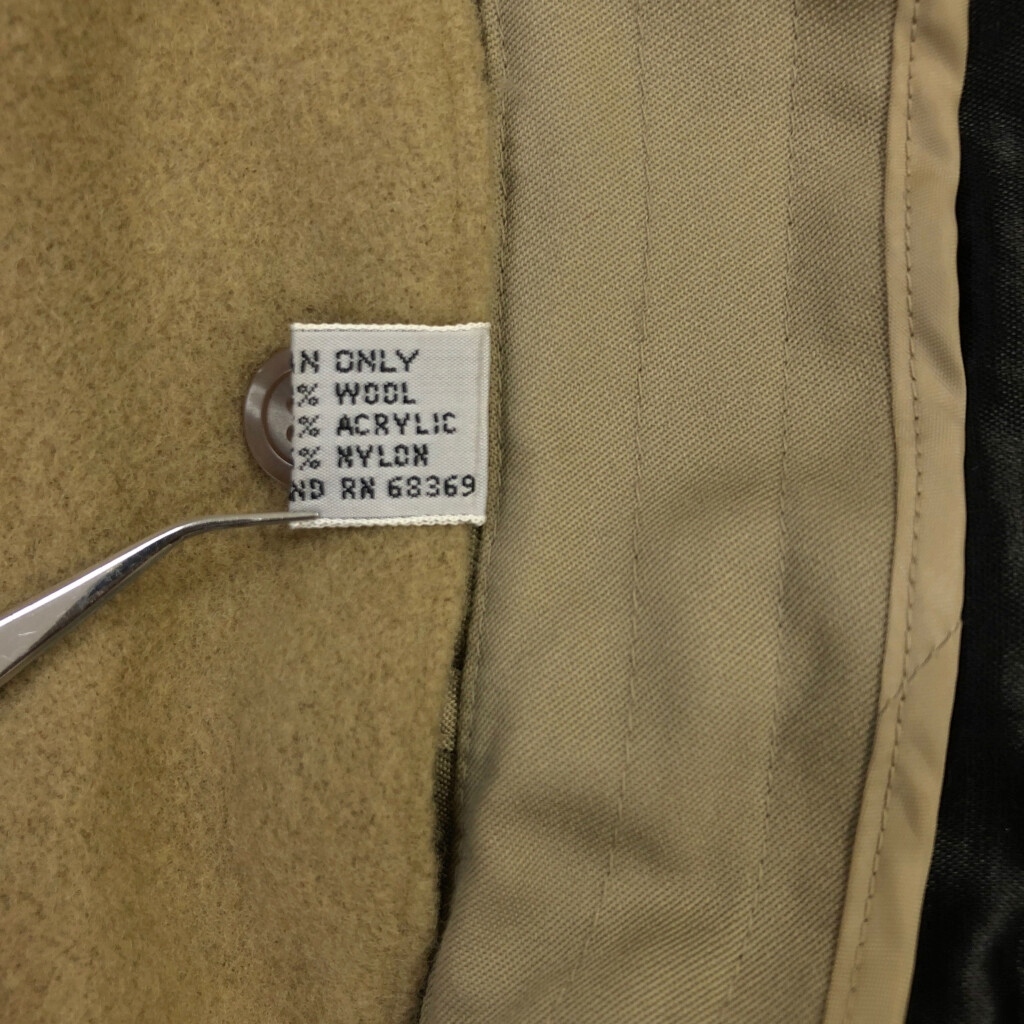 N ONLY
% WOOL
% ACRYLIC
% NYLON
ND RN 68369